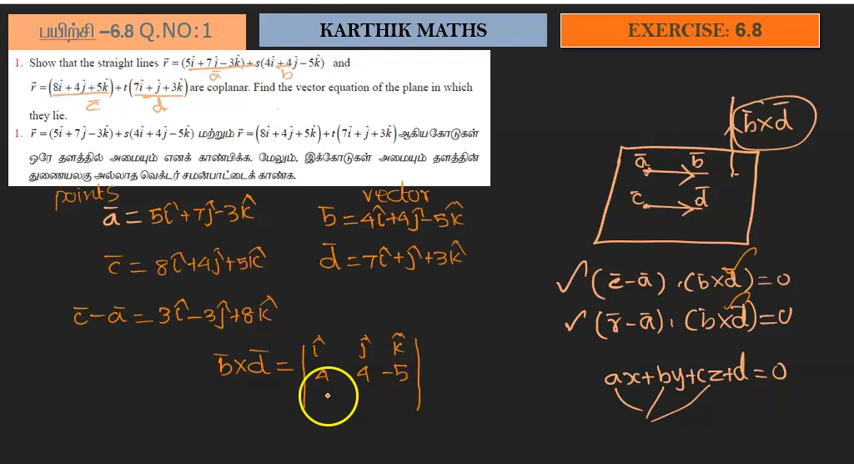 பயிற்சி –6.8 Q.NO:1
KARTHIK MATHS
EXERCISE: 6.8
1. Show that the straight lines r⃗ = (5î + 7ĵ − 3k̂) + s(4î + 4ĵ − 5k̂) and
a̅ b̅
r⃗ = (8î + 4ĵ + 5k̂) + t(7î + ĵ + 3k̂) are coplanar. Find the vector equation of the plane in which
c̅ d̅
they lie.
1. r⃗ = (5î + 7ĵ − 3k̂) + s(4î + 4ĵ − 5k̂) மற்றும் r⃗ = (8î + 4ĵ + 5k̂) + t(7î + ĵ + 3k̂) ஆகிய கோடுகள்
ஒரே தளத்தில் அமையும் எனக் காண்பிக்க. மேலும், இக்கோடுகள் அமையும் தளத்தின்
துணையலகு அல்லாத வெக்டர் சமன்பாட்டைக் காண்க.
points vector
a̅ = 5î + 7ĵ − 3k̂ b̅ = 4î + 4ĵ − 5k̂
c̅ = 8î + 4ĵ + 5k̂ d̅ = 7î + ĵ + 3k̂
c̅ − a̅ = 3î − 3ĵ + 8k̂
b̅ × d̅ = | î ĵ k̂ |
4 4 −5
b̅ × d̅
a̅ b̅
c̅ d̅
✓ (c̅ − a̅) · (b̅ × d̅) = 0
✓ (r̅ − a̅) · (b̅ × d̅) = 0
ax + by + cz + d = 0